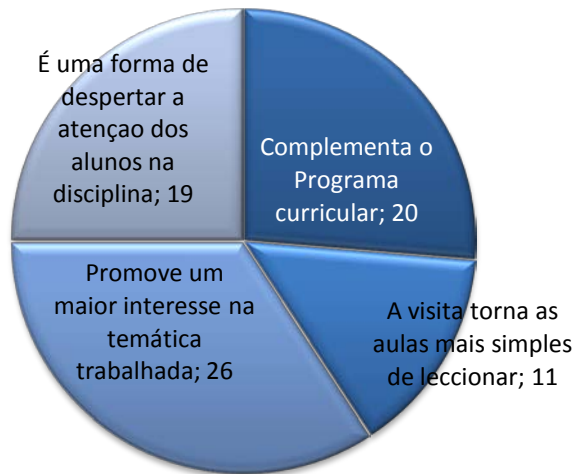 É uma forma de
despertar a
atençao dos
alunos na
disciplina; 19
Complementa o
Programa
curricular; 20
Promove um
maior interesse na
temática
trabalhada; 26
A visita torna as
aulas mais simples
de leccionar; 11